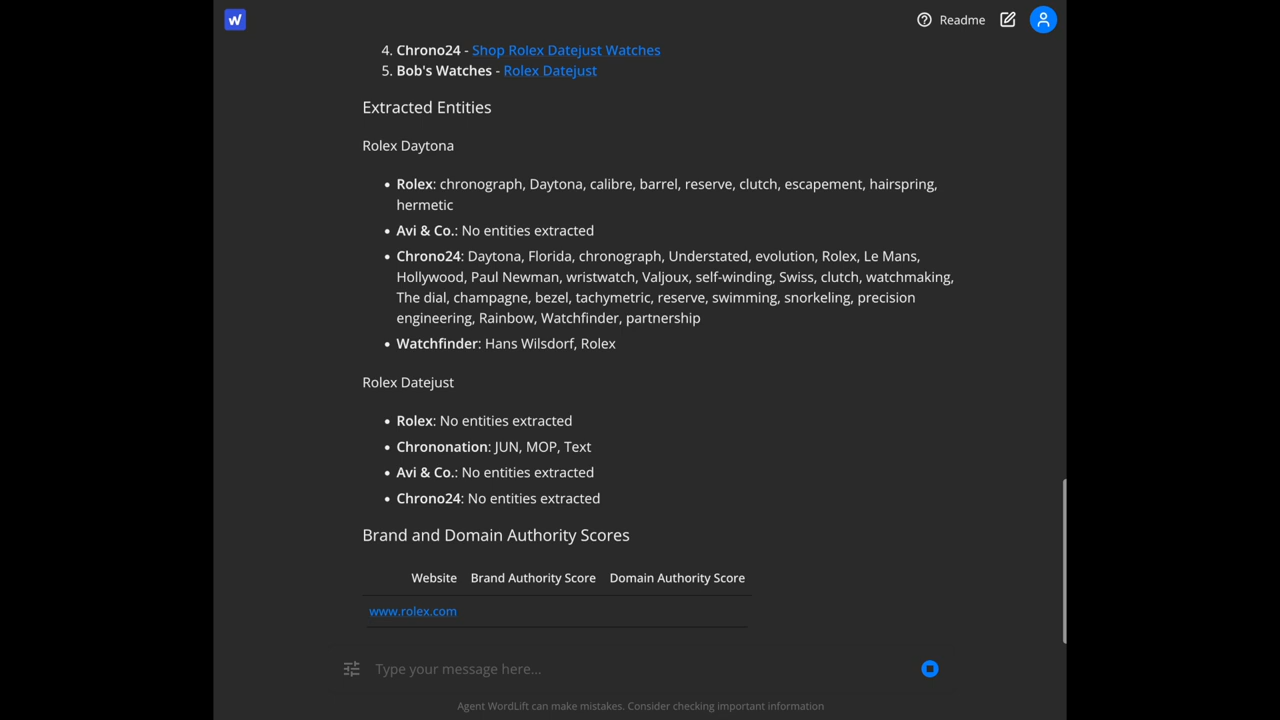 W
Readme
4. Chrono24 - Shop Rolex Datejust Watches
5. Bob's Watches - Rolex Datejust
Extracted Entities
Rolex Daytona
• Rolex: chronograph, Daytona, calibre, barrel, reserve, clutch, escapement, hairspring,
hermetic
• Avi & Co.: No entities extracted
• Chrono24: Daytona, Florida, chronograph, Understated, evolution, Rolex, Le Mans,
Hollywood, Paul Newman, wristwatch, Valjoux, self-winding, Swiss, clutch, watchmaking,
The dial, champagne, bezel, tachymetric, reserve, swimming, snorkeling, precision
engineering, Rainbow, Watchfinder, partnership
• Watchfinder: Hans Wilsdorf, Rolex
Rolex Datejust
• Rolex: No entities extracted
• Chrononation: JUN, MOP, Text
• Avi & Co.: No entities extracted
• Chrono24: No entities extracted
Brand and Domain Authority Scores
Website Brand Authority Score Domain Authority Score
www.rolex.com
Type your message here...
Agent WordLift can make mistakes. Consider checking important information